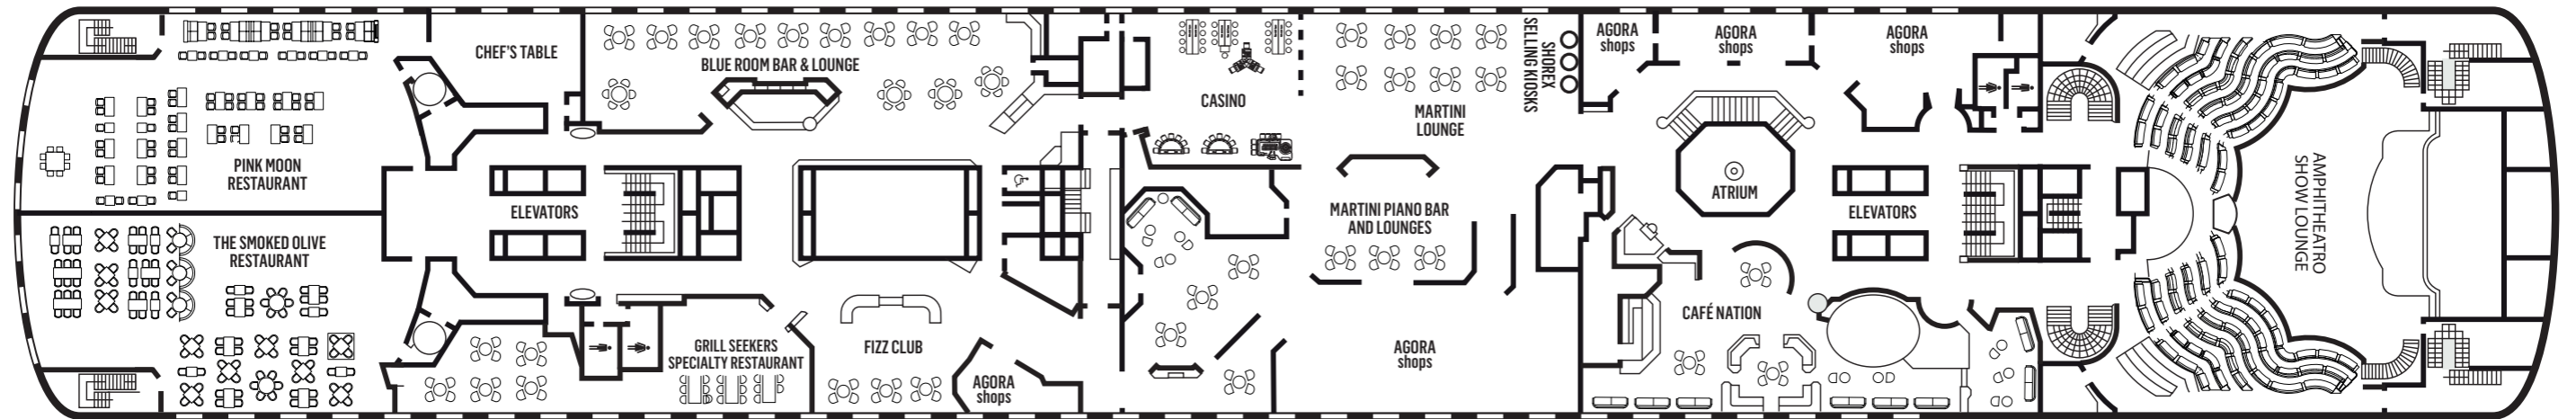 CHEF'S TABLE
BLUE ROOM BAR & LOUNGE
PINK MOON
RESTAURANT
ELEVATORS
THE SMOKED OLIVE
RESTAURANT
GRILL SEEKERS
SPECIALTY RESTAURANT
FIZZ CLUB
AGORA
shops
CASINO
MARTINI
LOUNGE
SHOREX
SELLING KIOSKS
MARTINI PIANO BAR
AND LOUNGES
AGORA
shops
AGORA
shops
AGORA
shops
AGORA
shops
ATRIUM
ELEVATORS
CAFÉ NATION
AMPHITHEATRO
SHOW LOUNGE